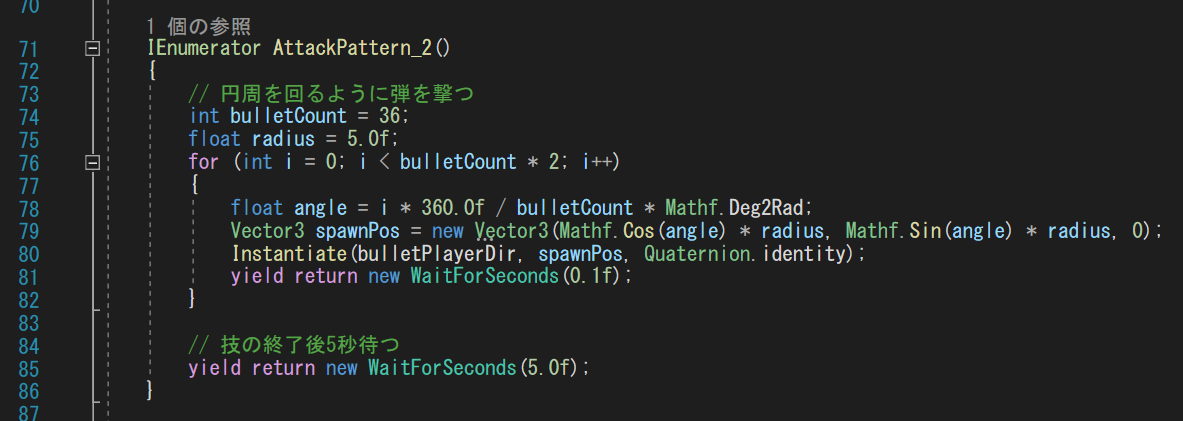 70
1 個の参照
71 IEnumerator AttackPattern_2()
72 {
73 // 円周を回るように弾を撃つ
74 int bulletCount = 36;
75 float radius = 5.0f;
76 for (int i = 0; i < bulletCount * 2; i++)
77 {
78 float angle = i * 360.0f / bulletCount * Mathf.Deg2Rad;
79 Vector3 spawnPos = new Vector3(Mathf.Cos(angle) * radius, Mathf.Sin(angle) * radius, 0);
80 Instantiate(bulletPlayerDir, spawnPos, Quaternion.identity);
81 yield return new WaitForSeconds(0.1f);
82 }
83
84 // 技の終了後5秒待つ
85 yield return new WaitForSeconds(5.0f);
86 }
87